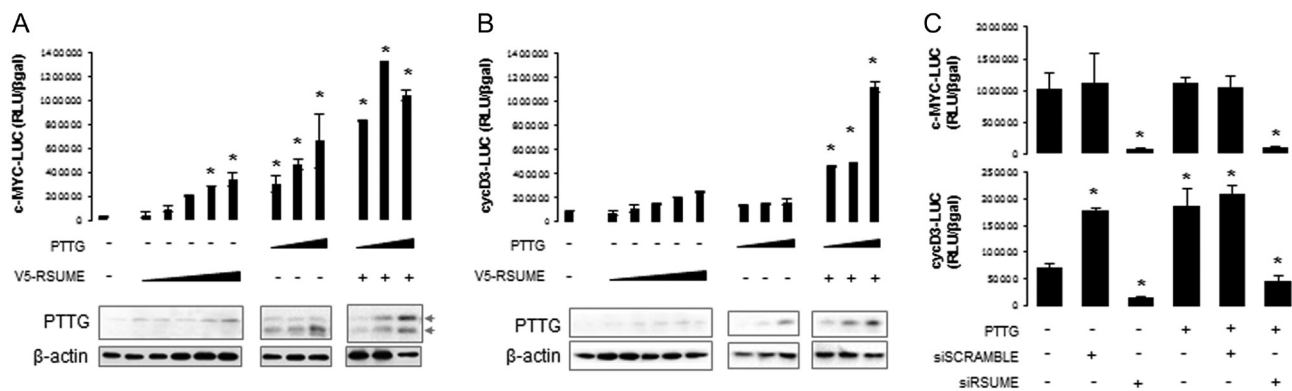 A
c-MYC-LUC (RLU/βgal)
1400000
1200000
1000000
800000
600000
400000
200000
0
* * * * * * * *
PTTG - - - - - -
V5-RSUME - - - - + + +
PTTG
β-actin
B
cycD3-LUC (RLU/βgal)
1400000
1200000
1000000
800000
600000
400000
200000
0
* * *
PTTG - - - - - -
V5-RSUME - - - - + + +
PTTG
β-actin
C
c-MYC-LUC
(RLU/βgal)
2000000
1500000
1000000
500000
0
* *
cycD3-LUC
(RLU/βgal)
200000
150000
100000
50000
0
* * * * *
PTTG - - - + + +
siSCRAMBLE - + - - + -
siRSUME - - + - - +